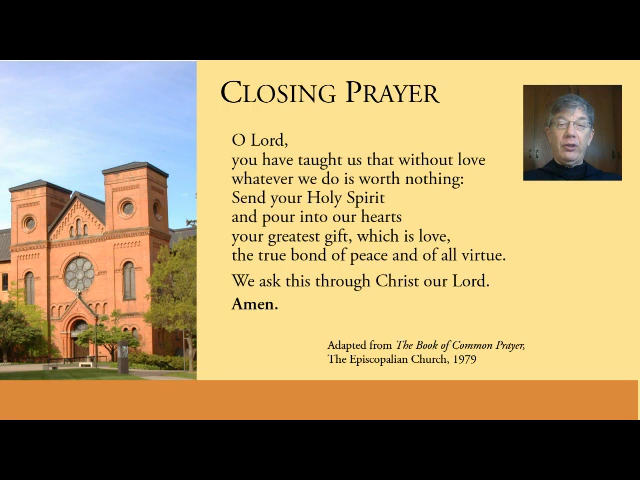 CLOSING PRAYER
O Lord,
you have taught us that without love
whatever we do is worth nothing:
Send your Holy Spirit
and pour into our hearts
your greatest gift, which is love,
the true bond of peace and of all virtue.
We ask this through Christ our Lord.
Amen.
Adapted from The Book of Common Prayer,
The Episcopalian Church, 1979